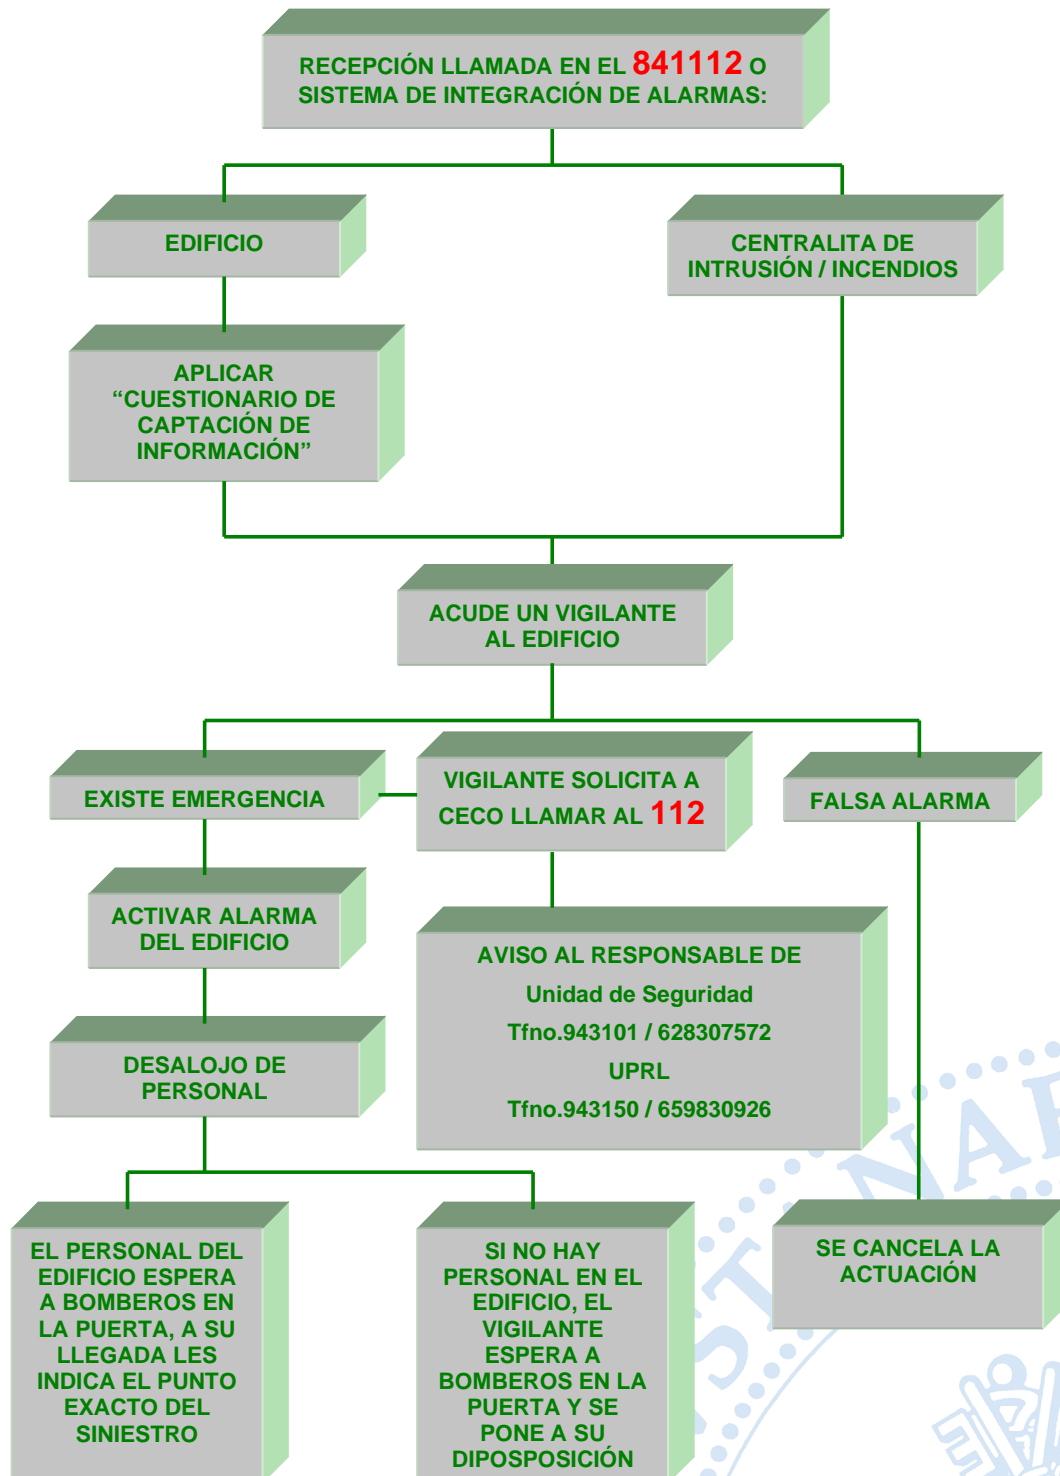 RECEPCIÓN LLAMADA EN EL 841112 O
SISTEMA DE INTEGRACIÓN DE ALARMAS:
EDIFICIO
CENTRALITA DE
INTRUSIÓN / INCENDIOS
APLICAR
“CUESTIONARIO DE
CAPTACIÓN DE
INFORMACIÓN”
ACUDE UN VIGILANTE
AL EDIFICIO
EXISTE EMERGENCIA
VIGILANTE SOLICITA A
CECO LLAMAR AL 112
FALSA ALARMA
ACTIVAR ALARMA
DEL EDIFICIO
AVISO AL RESPONSABLE DE
Unidad de Seguridad
Tfno.943101 / 628307572
UPRL
Tfno.943150 / 659830926
DESALOJO DE
PERSONAL
EL PERSONAL DEL
EDIFICIO ESPERA
A BOMBEROS EN
LA PUERTA, A SU
LLEGADA LES
INDICA EL PUNTO
EXACTO DEL
SINIESTRO
SI NO HAY
PERSONAL EN EL
EDIFICIO, EL
VIGILANTE
ESPERA A
BOMBEROS EN LA
PUERTA Y SE
PONE A SU
DIPOSPOSICIÓN
SE CANCELA LA
ACTUACIÓN